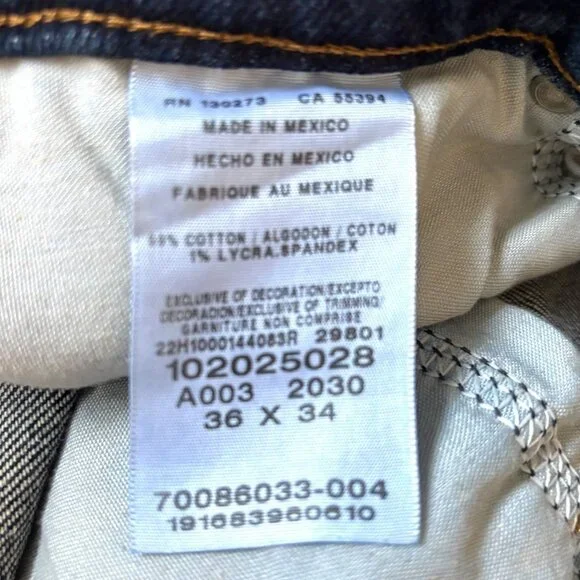 RN 130273 CA 55394
MADE IN MEXICO
HECHO EN MEXICO
FABRIQUE AU MEXIQUE
99% COTTON / ALGODON / COTON
1% LYCRA.SPANDEX
EXCLUSIVE OF DECORATION/EXCEPTO
DECORACION/EXCLUSIVE OF TRIMMING/
GARNITURE NON COMPRISE
22H1000144083R 29801
102025028
A003 2030
36 X 34
70086033-004
191683960610